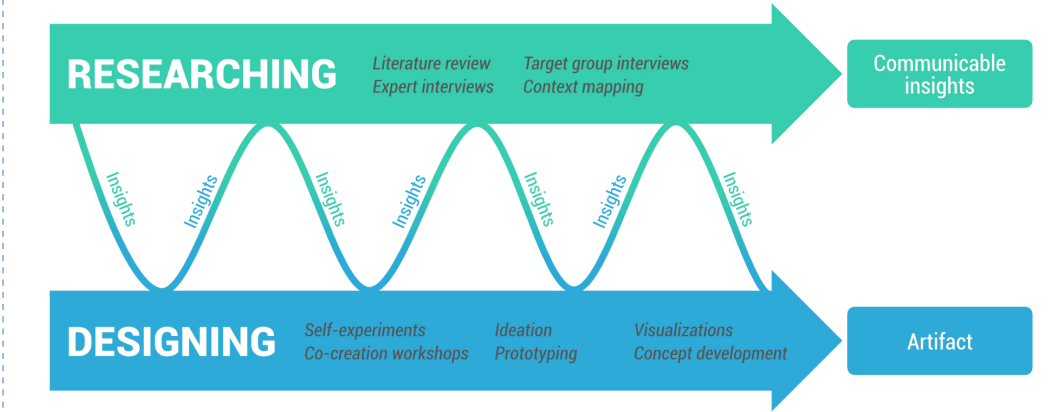 RESEARCHING
Literature review
Expert interviews
Target group interviews
Context mapping
Communicable
insights
Insights
Insights
Insights
Insights
Insights
Insights
Insights
DESIGNING
Self-experiments
Co-creation workshops
Ideation
Prototyping
Visualizations
Concept development
Artifact